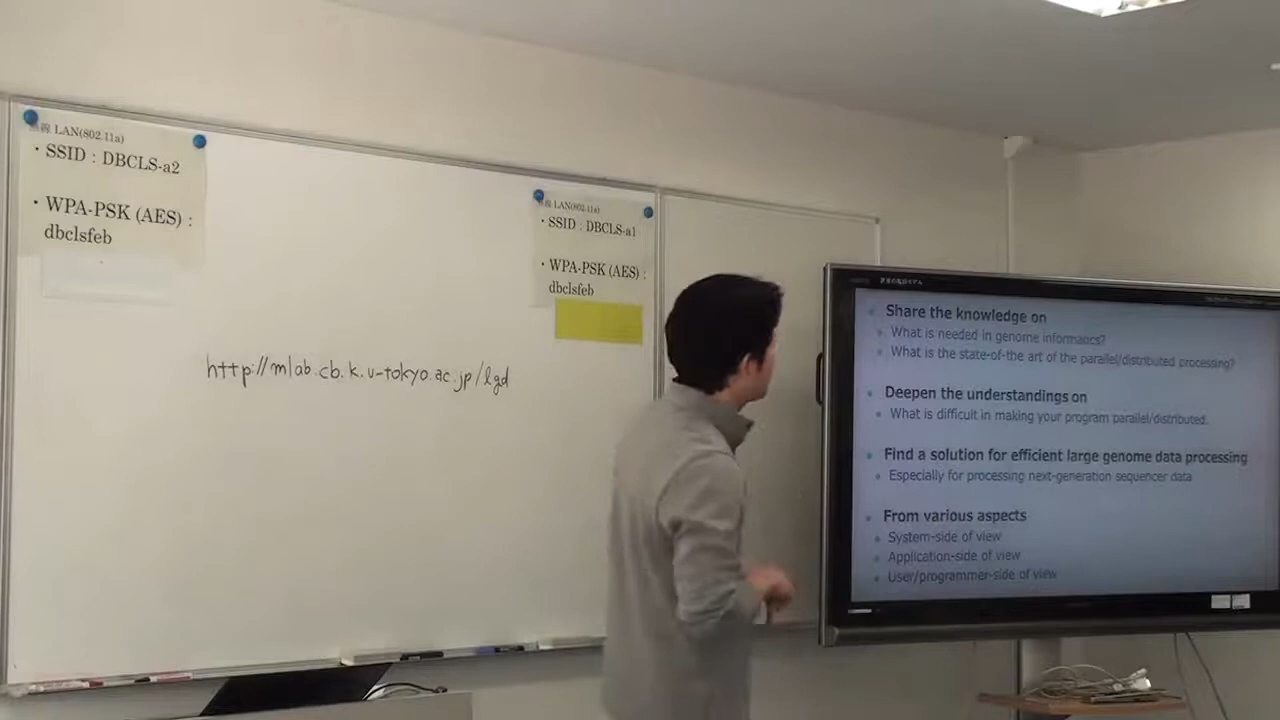 無線 LAN(802.11a)
・SSID : DBCLS-a2
・WPA-PSK (AES) :
dbclsfeb
無線 LAN(802.11a)
・SSID : DBCLS-a1
・WPA-PSK (AES) :
dbclsfeb
http://mlab.cb.k.u-tokyo.ac.jp/lgd
Share the knowledge on
What is needed in genome informatics?
What is the state-of-the art of the parallel/distributed processing?
Deepen the understandings on
What is difficult in making your program parallel/distributed.
Find a solution for efficient large genome data processing
Especially for processing next-generation sequencer data
From various aspects
System-side of view
Application-side of view
User/programmer-side of view